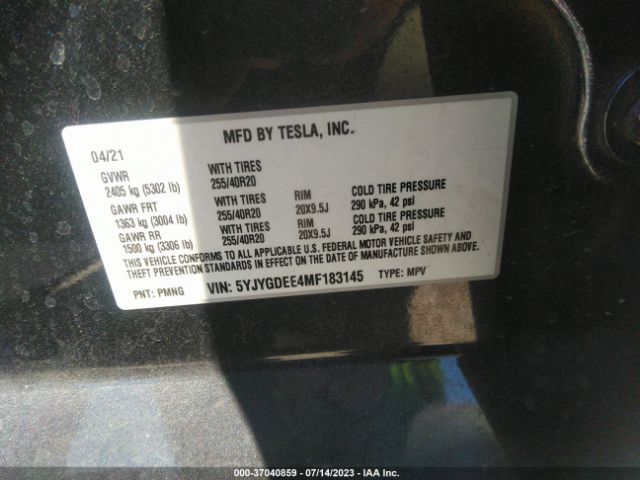 MFD BY TESLA, INC.
04/21
GVWR WITH TIRES
2405 kg (5302 lb) 255/40R20
GAWR FRT WITH TIRES RIM COLD TIRE PRESSURE
1363 kg (3004 lb) 255/40R20 20X9.5J 290 kPa, 42 psi
GAWR RR WITH TIRES RIM COLD TIRE PRESSURE
1500 kg (3306 lb) 255/40R20 20X9.5J 290 kPa, 42 psi
THIS VEHICLE CONFORMS TO ALL APPLICABLE U.S. FEDERAL MOTOR VEHICLE SAFETY AND
THEFT PREVENTION STANDARDS IN EFFECT ON THE DATE OF MANUFACTURE SHOWN ABOVE.
PNT: PMNG VIN: 5YJYGDEE4MF183145 TYPE: MPV
000-37040859 - 07/14/2023 - IAA Inc.